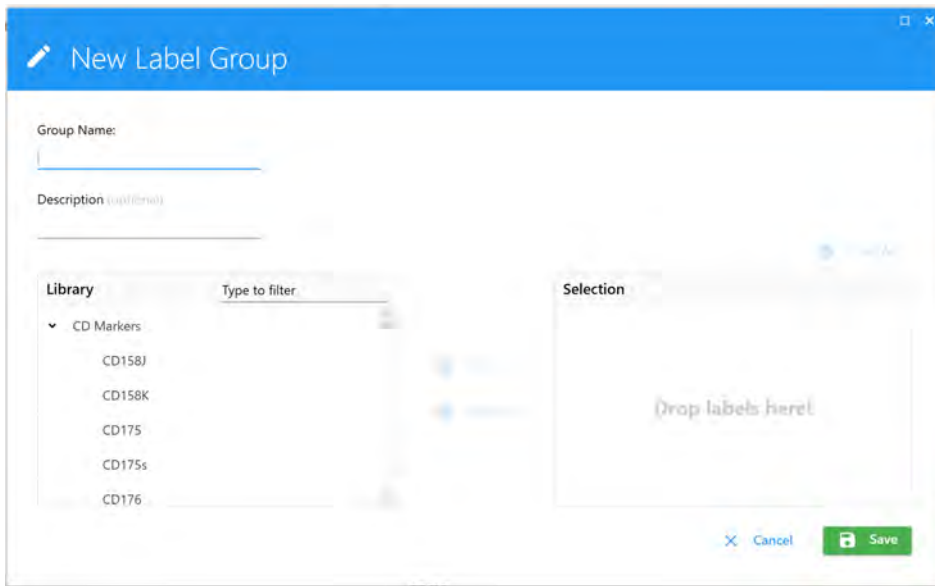 New Label Group
Group Name:
Description (optional)
Library
Type to filter
Selection
CD Markers
CD158J
CD158K
CD175
CD175s
CD176
Drop labels here!
Cancel
Save